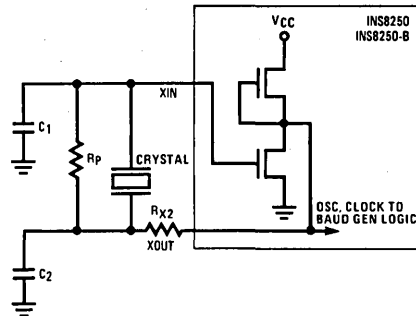 VCC
INS8250
INS8250-B
XIN
C1
RP
CRYSTAL
RX2
XOUT
OSC, CLOCK TO
BAUD GEN LOGIC
C2